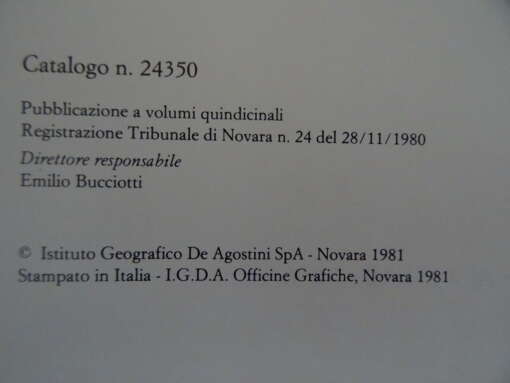 Catalogo n. 24350
Pubblicazione a volumi quindicinali
Registrazione Tribunale di Novara n. 24 del 28/11/1980
Direttore responsabile
Emilio Bucciotti
© Istituto Geografico De Agostini SpA - Novara 1981
Stampato in Italia - I.G.D.A. Officine Grafiche, Novara 1981